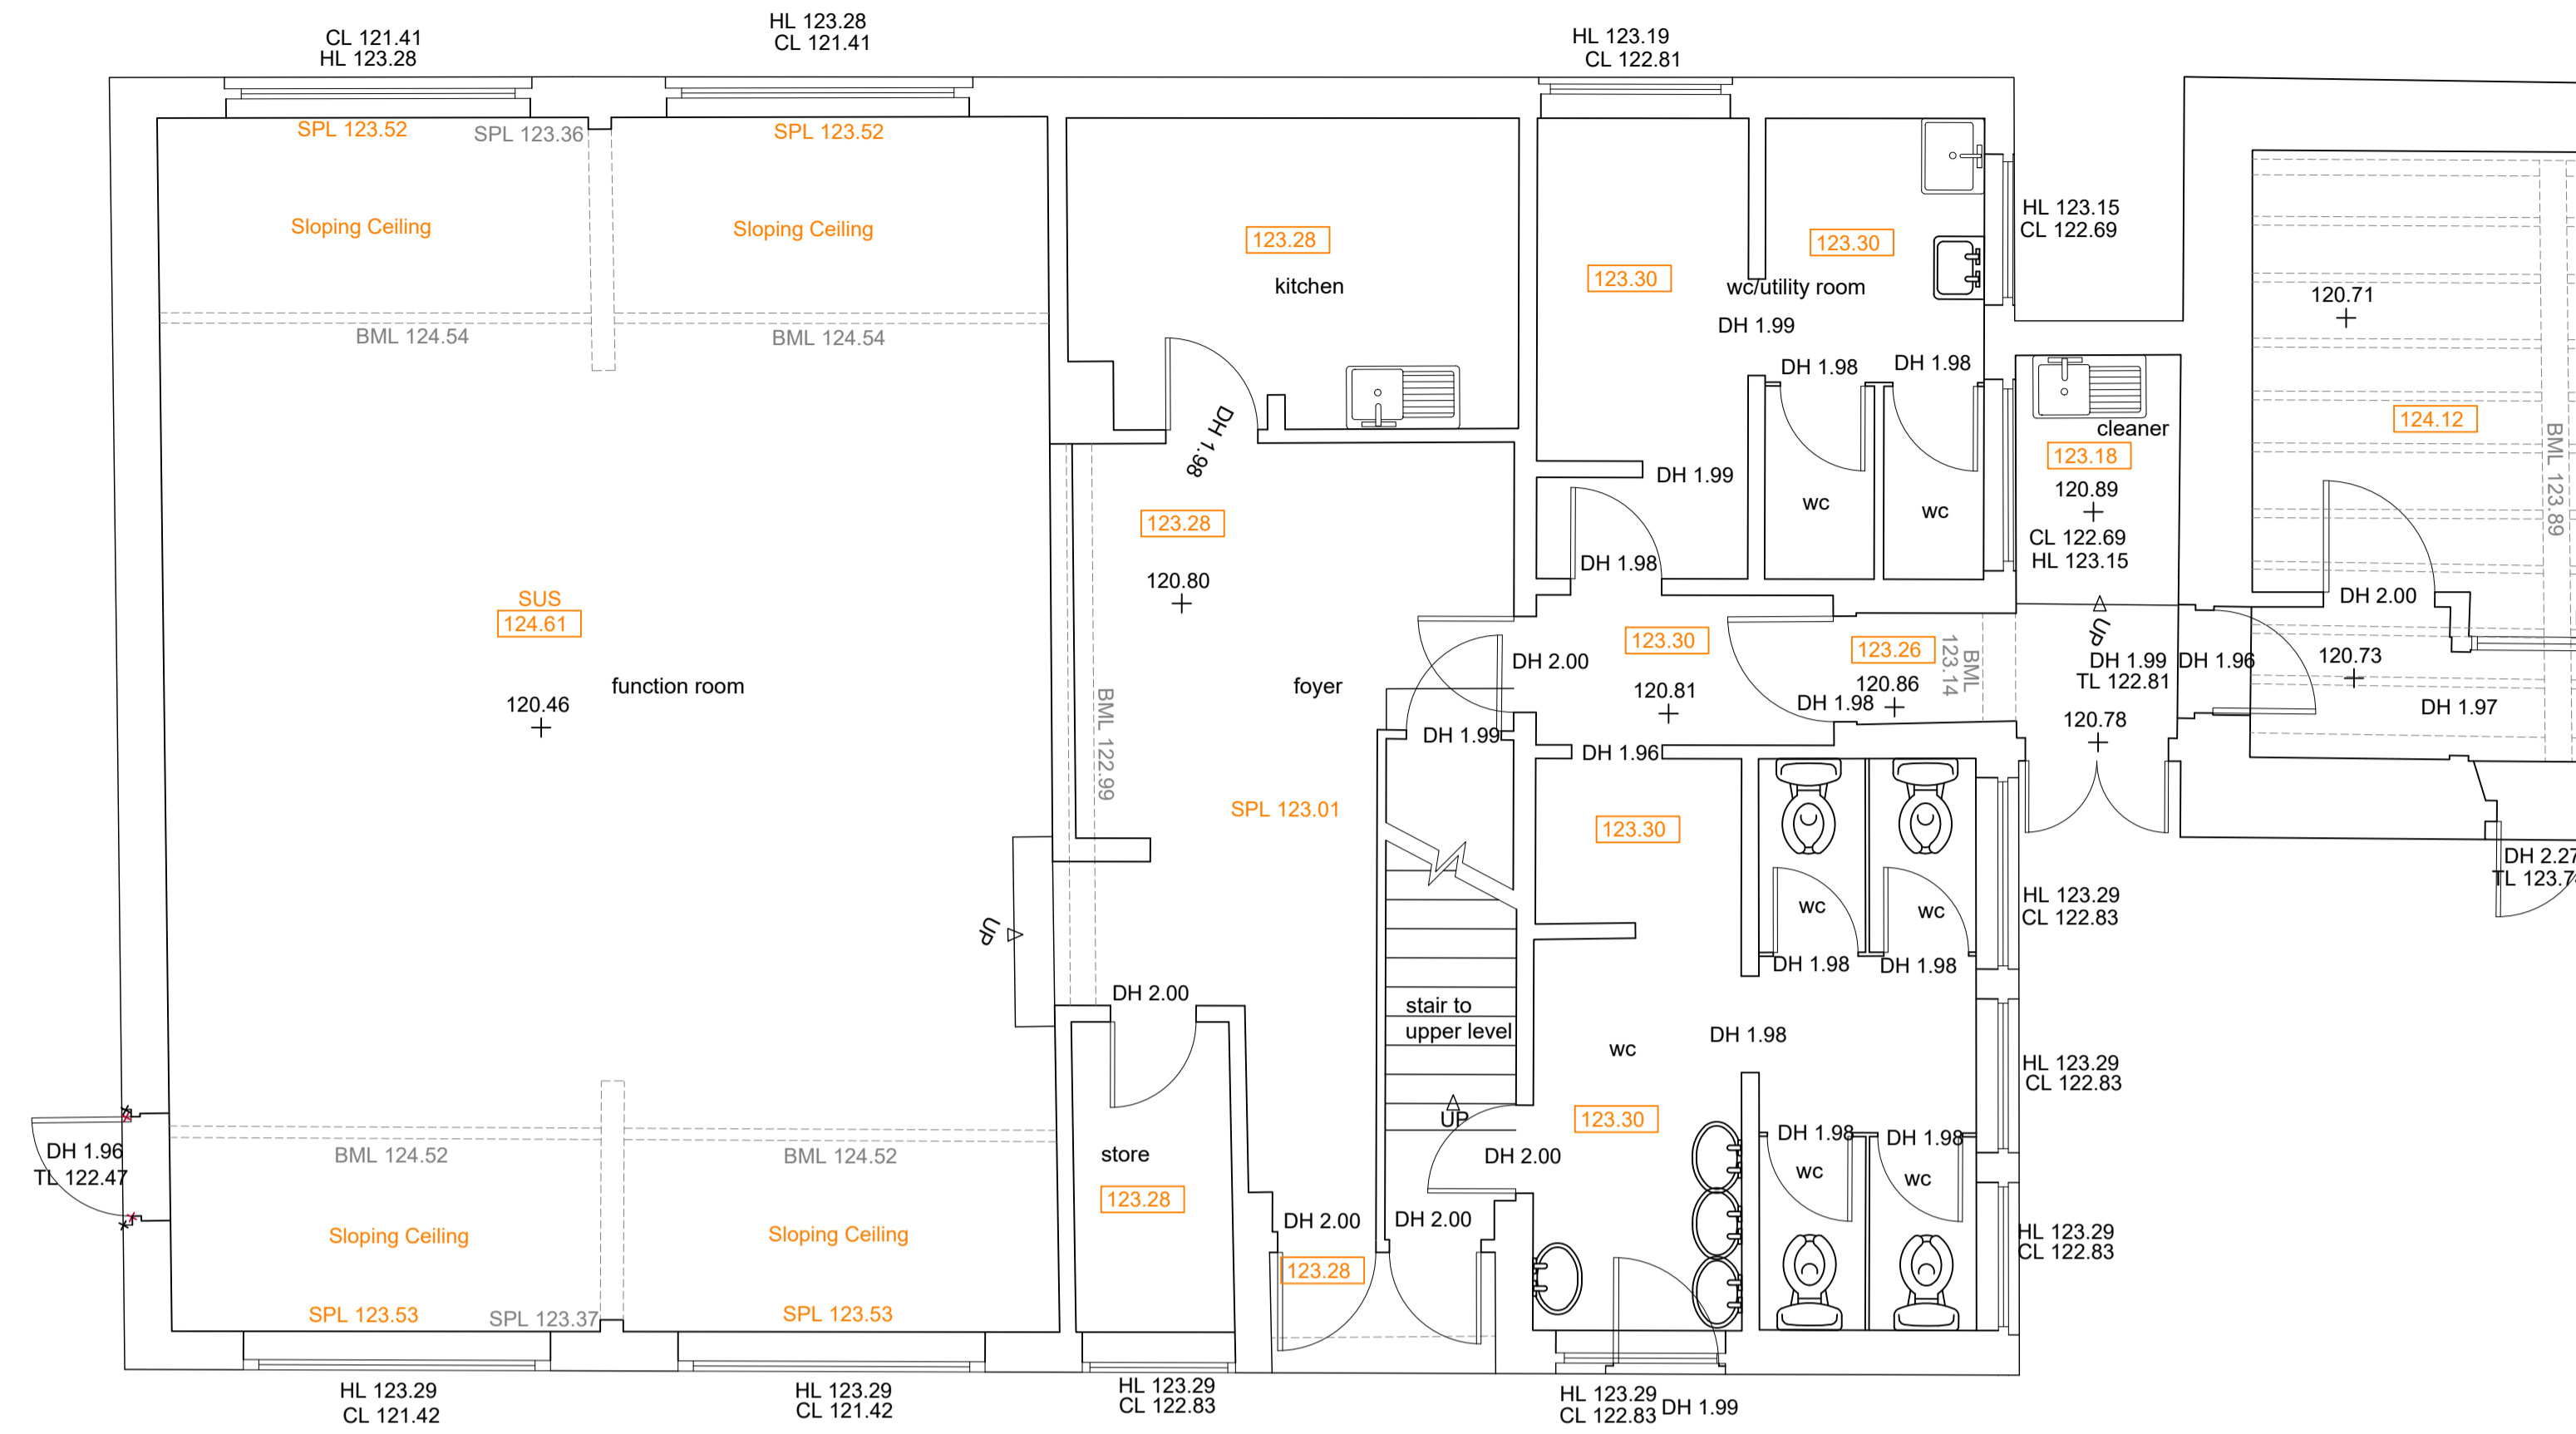 CL 121.41
HL 123.28
HL 123.28
CL 121.41
HL 123.19
CL 122.81
SPL 123.52
SPL 123.36
SPL 123.52
Sloping Ceiling
Sloping Ceiling
BML 124.54
BML 124.54
123.28
kitchen
DH 1.98
123.30
123.30
wc/utility room
DH 1.99
DH 1.98
DH 1.98
HL 123.15
CL 122.69
120.71
124.12
BML 123.89
cleaner
123.18
120.89
CL 122.69
HL 123.15
DH 1.99
wc
wc
DH 1.98
123.28
120.80
SUS
124.61
function room
120.46
foyer
BML 122.99
SPL 123.01
DH 2.00
DH 1.99
123.30
120.81
DH 1.96
123.26
120.86
DH 1.98
BML
123.14
UP
DH 1.99
TL 122.81
120.78
DH 1.96
DH 2.00
120.73
DH 1.97
DH 2.27
123.30
wc
wc
DH 1.98
DH 1.98
HL 123.29
CL 122.83
UP
DH 2.00
stair to
upper level
UP
wc
DH 1.98
HL 123.29
CL 122.83
123.30
DH 1.98
DH 1.98
wc
wc
DH 2.00
HL 123.29
CL 122.83
DH 1.96
TL 122.47
BML 124.52
BML 124.52
store
123.28
Sloping Ceiling
Sloping Ceiling
DH 2.00
DH 2.00
123.28
SPL 123.53
SPL 123.37
SPL 123.53
HL 123.29
CL 121.42
HL 123.29
CL 121.42
HL 123.29
CL 122.83
HL 123.29
CL 122.83
DH 1.99